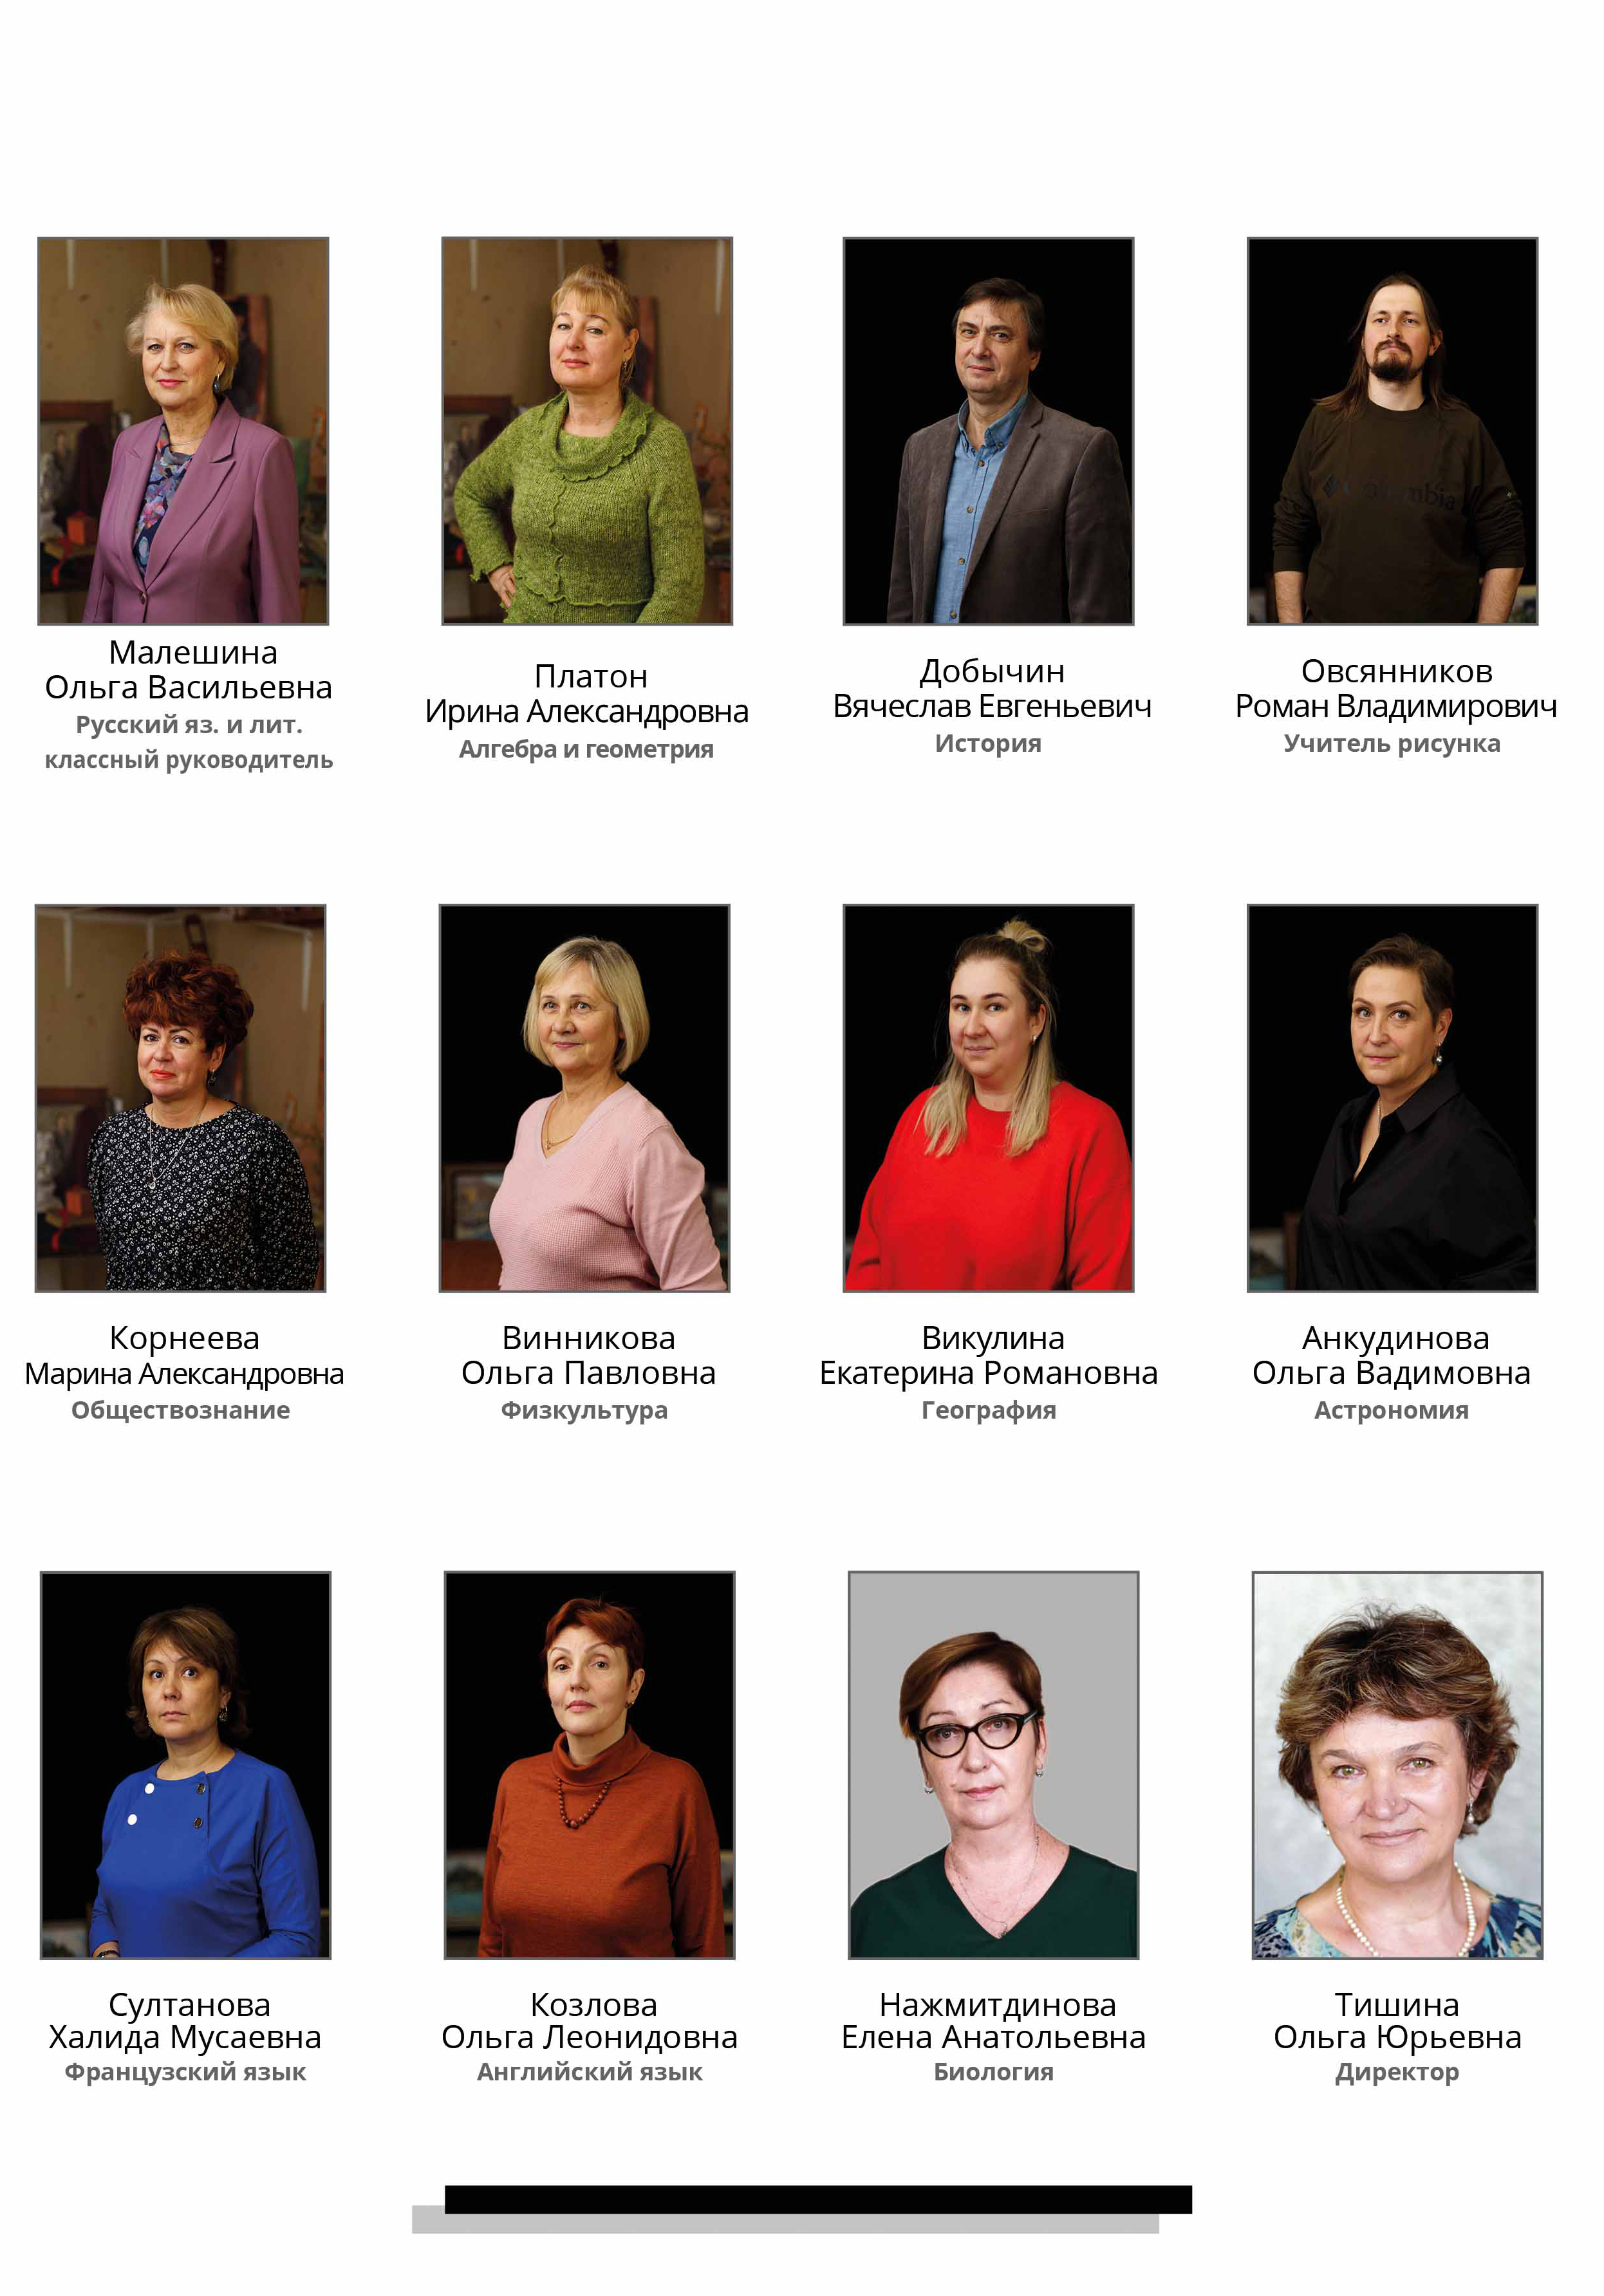 Columbia
Малешина
Ольга Васильевна
Русский яз. и лит.
классный руководитель
Платон
Ирина Александровна
Алгебра и геометрия
Добычин
Вячеслав Евгеньевич
История
Овсянников
Роман Владимирович
Учитель рисунка
Корнеева
Марина Александровна
Обществознание
Винникова
Ольга Павловна
Физкультура
Викулина
Екатерина Романовна
География
Анкудинова
Ольга Вадимовна
Астрономия
Султанова
Халида Мусаевна
Французский язык
Козлова
Ольга Леонидовна
Английский язык
Нажмитдинова
Елена Анатольевна
Биология
Тишина
Ольга Юрьевна
Директор